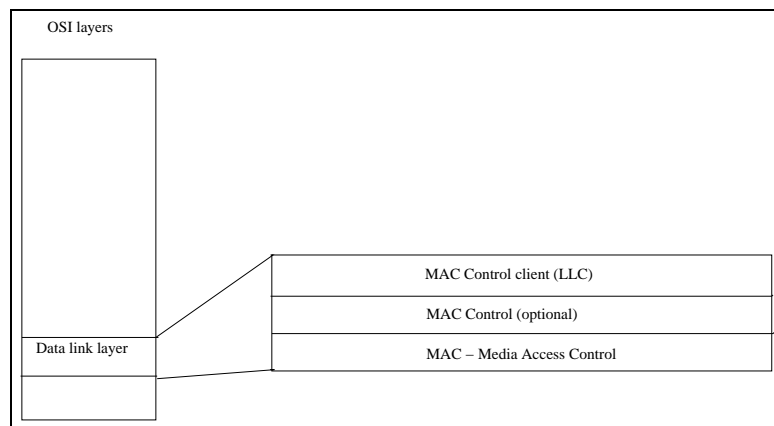 OSI layers
MAC Control client (LLC)
MAC Control (optional)
Data link layer
MAC – Media Access Control